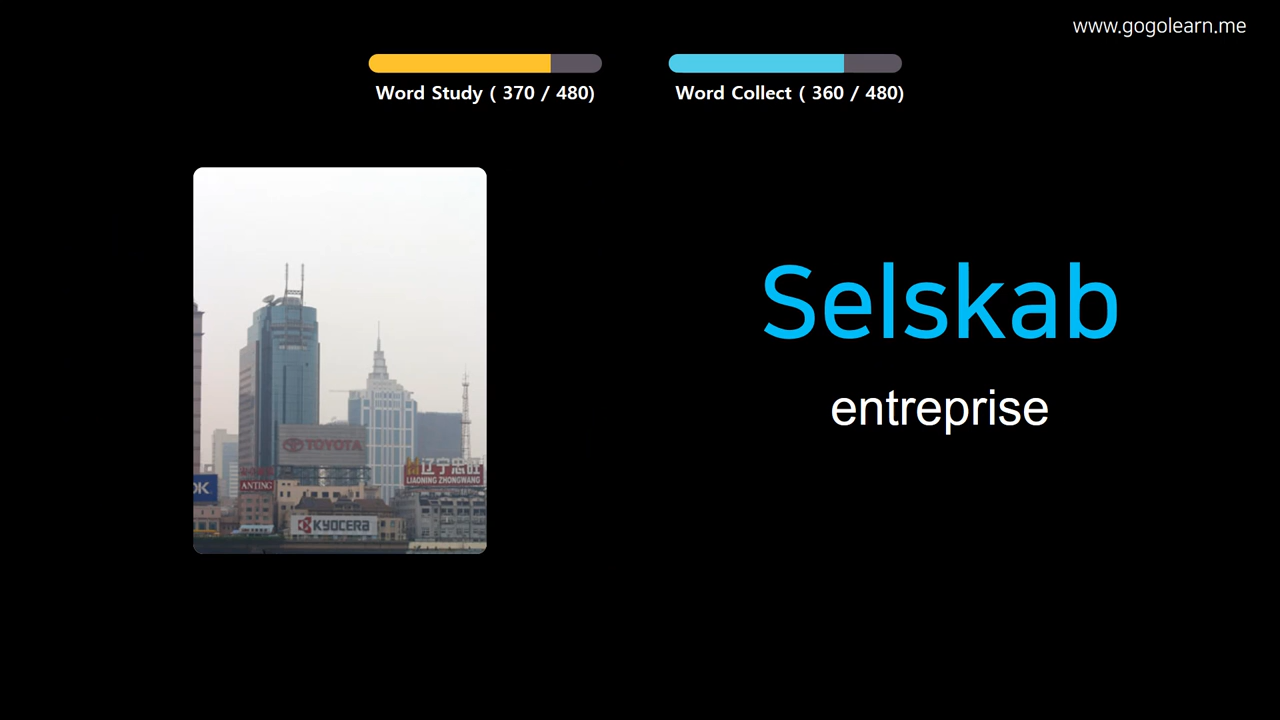 www.gogolearn.me
Word Study ( 370 / 480)
Word Collect ( 360 / 480)
Selskab
entreprise
TOYOTA
辽宁忠旺
LIAONING ZHONGWANG
OK
ANTING
KYOCERA